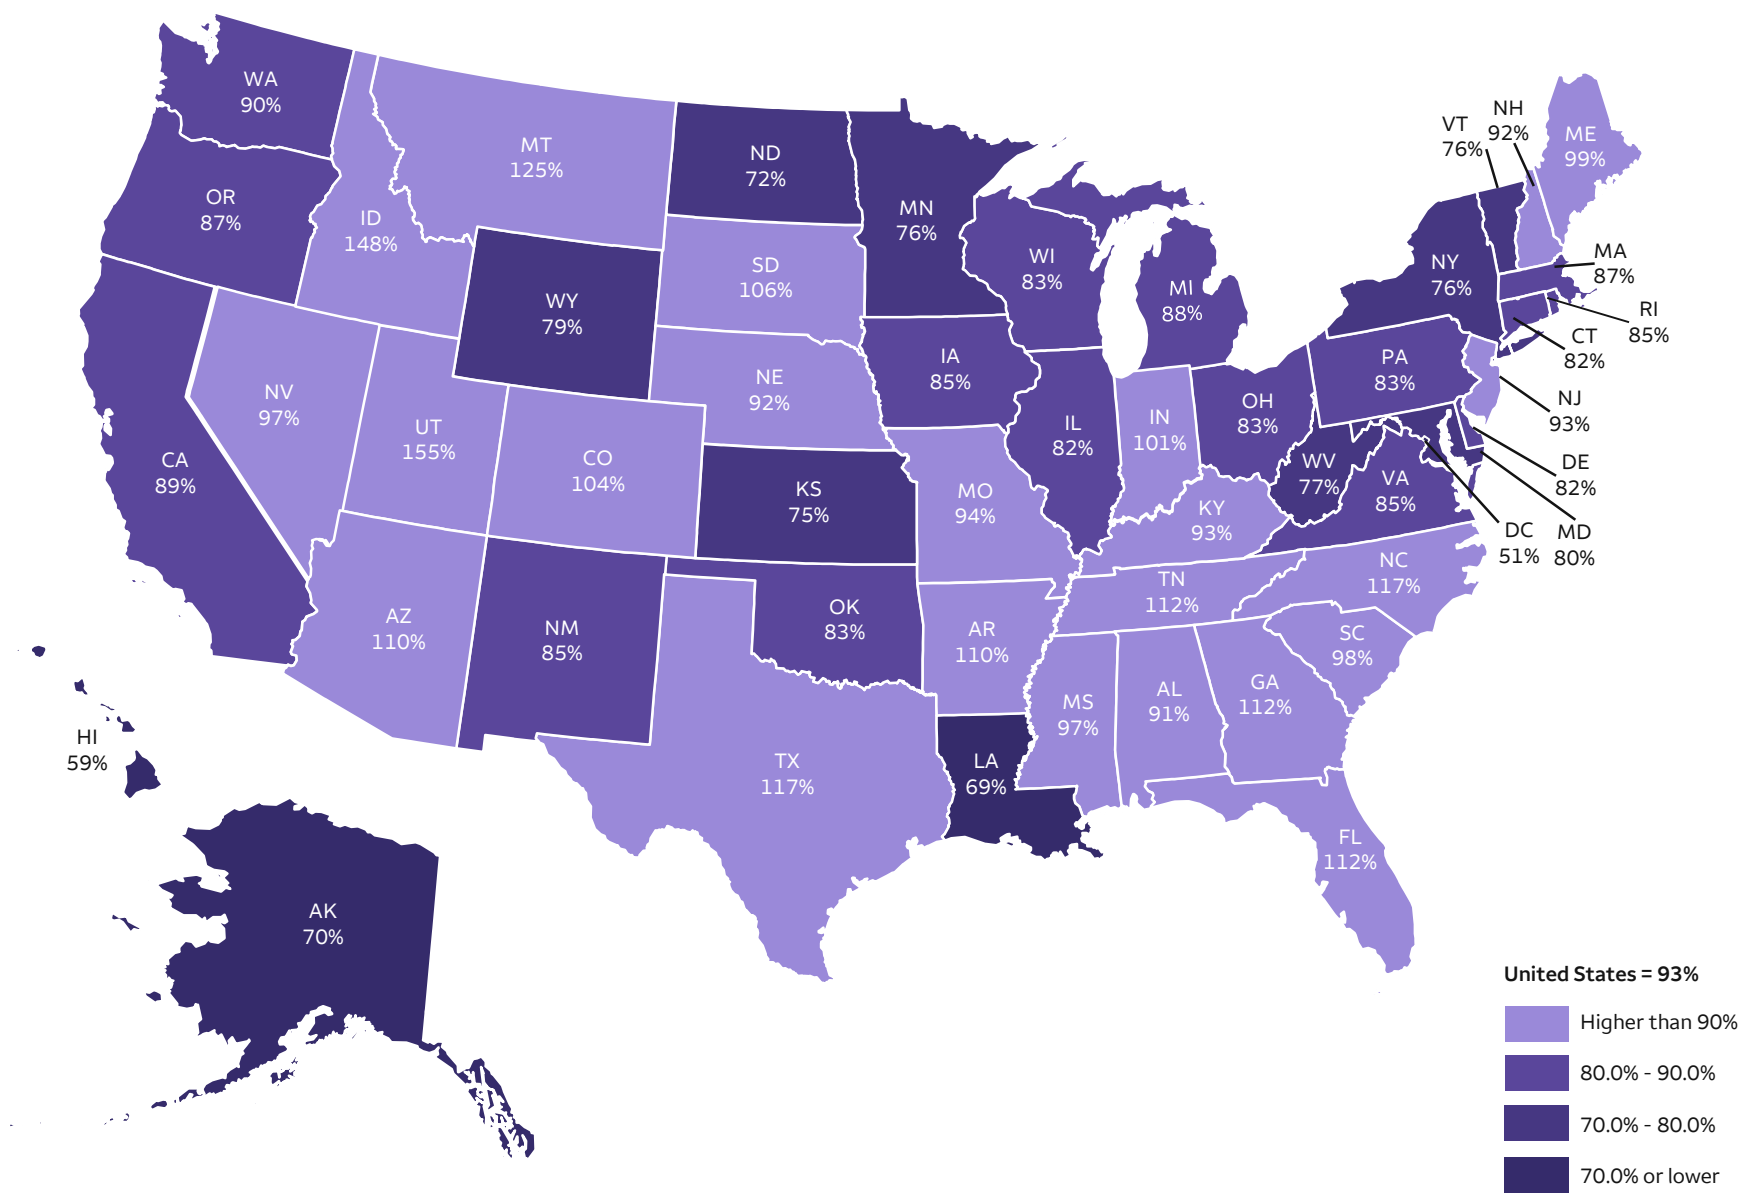 WA
90%
OR
87%
CA
89%
ID
148%
NV
97%
MT
125%
WY
79%
UT
155%
AZ
110%
CO
104%
NM
85%
ND
72%
SD
106%
NE
92%
KS
75%
OK
83%
TX
117%
MN
76%
IA
85%
MO
94%
AR
110%
LA
69%
WI
83%
IL
82%
MI
88%
IN
101%
OH
83%
KY
93%
TN
112%
MS
97%
AL
91%
GA
112%
FL
112%
SC
98%
NC
117%
VA
85%
WV
77%
PA
83%
NY
76%
VT
76%
NH
92%
ME
99%
MA
87%
RI
85%
CT
82%
NJ
93%
DE
82%
MD
80%
DC
51%
HI
59%
AK
70%
United States = 93%
Higher than 90%
80.0% - 90.0%
70.0% - 80.0%
70.0% or lower